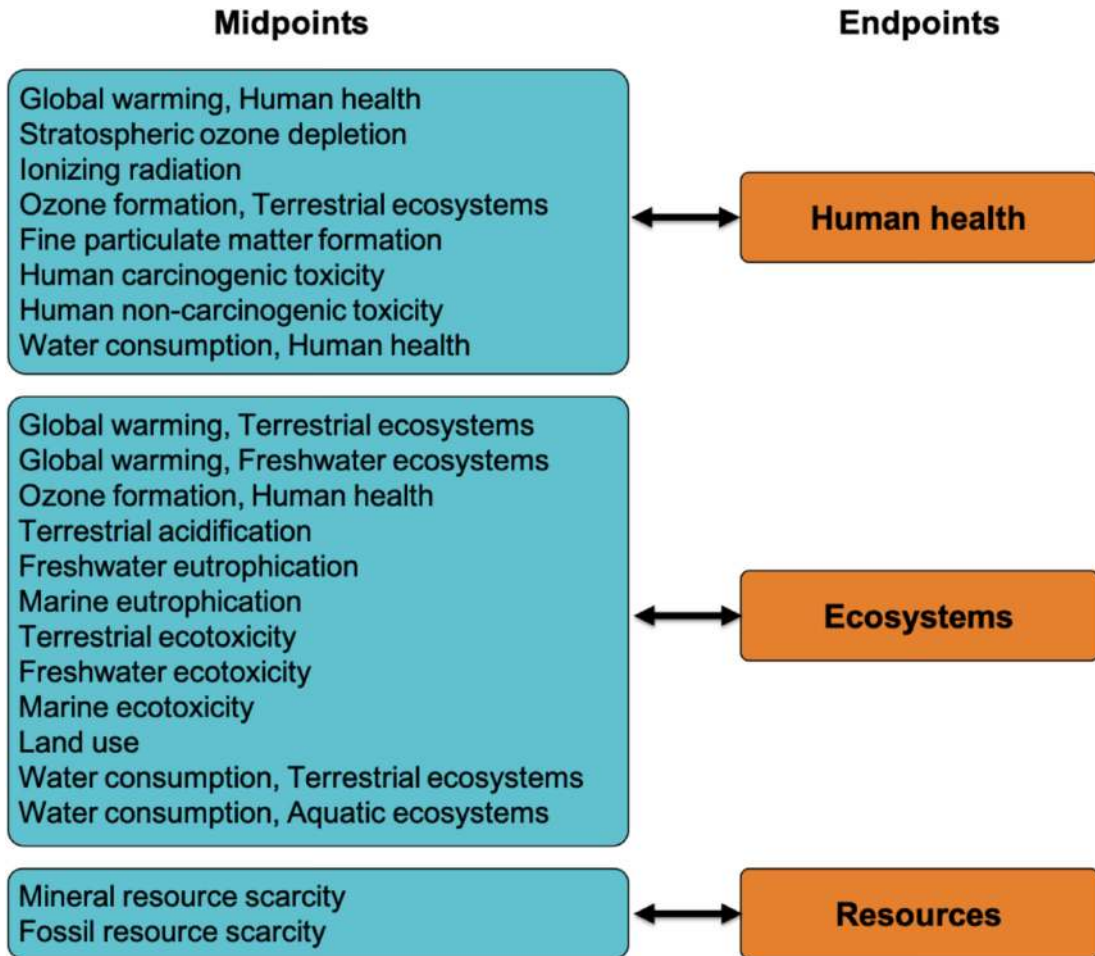 Midpoints
Endpoints
Global warming, Human health
Stratospheric ozone depletion
Ionizing radiation
Ozone formation, Terrestrial ecosystems
Fine particulate matter formation
Human carcinogenic toxicity
Human non-carcinogenic toxicity
Water consumption, Human health
Human health
Global warming, Terrestrial ecosystems
Global warming, Freshwater ecosystems
Ozone formation, Human health
Terrestrial acidification
Freshwater eutrophication
Marine eutrophication
Terrestrial ecotoxicity
Freshwater ecotoxicity
Marine ecotoxicity
Land use
Water consumption, Terrestrial ecosystems
Water consumption, Aquatic ecosystems
Ecosystems
Mineral resource scarcity
Fossil resource scarcity
Resources